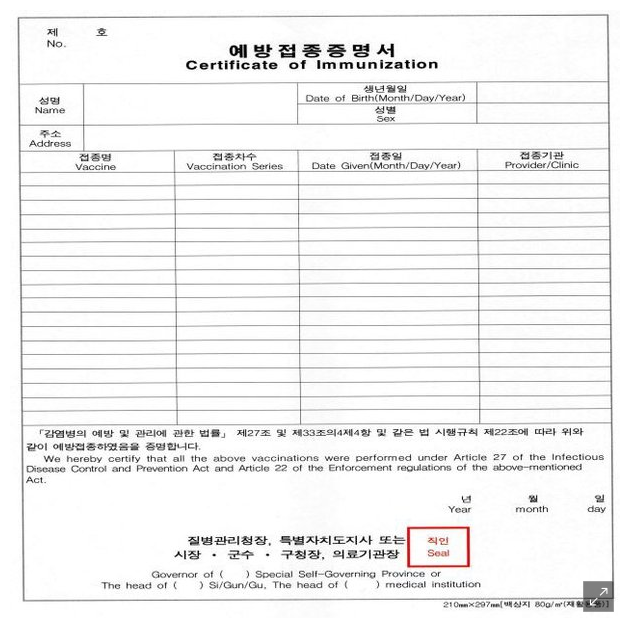 제 호
No.
예방접종증명서
Certificate of Immunization
성명
Name
생년월일
Date of Birth(Month/Day/Year)
성별
Sex
주소
Address
접종명
Vaccine
접종차수
Vaccination Series
접종일
Date Given(Month/Day/Year)
접종기관
Provider/Clinic
「감염병의 예방 및 관리에 관한 법률」 제27조 및 제33조의4제4항 및 같은 법 시행규칙 제22조에 따라 위와
같이 예방접종하였음을 증명합니다.
We hereby certify that all the above vaccinations were performed under Article 27 of the Infectious
Disease Control and Prevention Act and Article 22 of the Enforcement regulations of the above-mentioned
Act.
년 월 일
Year month day
질병관리청장, 특별자치도지사 또는
시장 · 군수 · 구청장, 의료기관장
직인
Seal
Governor of ( ) Special Self-Governing Province or
The head of ( ) Si/Gun/Gu, The head of ( ) medical institution
210㎜×297㎜[백상지 80g/㎡(재활용품)]